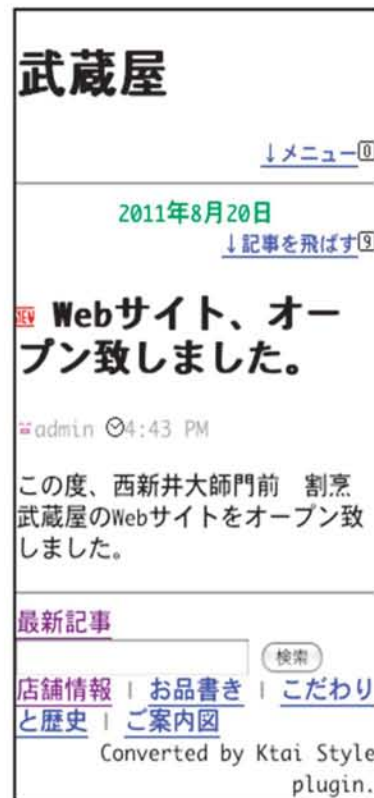 武蔵屋
↓メニュー0
2011年8月20日
↓記事を飛ばす9
NEW Webサイト、オー
プン致しました。
admin 4:43 PM
この度、西新井大師門前　割烹
武蔵屋のWebサイトをオープン致
しました。
最新記事
検索
店舗情報 | お品書き | こだわり
と歴史 | ご案内図
Converted by Ktai Style
plugin.